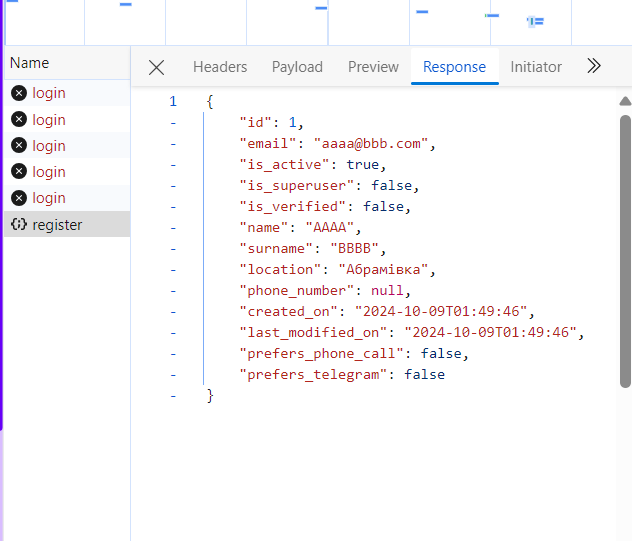 Name
Headers Payload Preview Response Initiator
login
login
login
login
login
register
1 {
- "id": 1,
- "email": "aaaa@bbb.com",
- "is_active": true,
- "is_superuser": false,
- "is_verified": false,
- "name": "AAAA",
- "surname": "BBBB",
- "location": "Абрамівка",
- "phone_number": null,
- "created_on": "2024-10-09T01:49:46",
- "last_modified_on": "2024-10-09T01:49:46",
- "prefers_phone_call": false,
- "prefers_telegram": false
- }